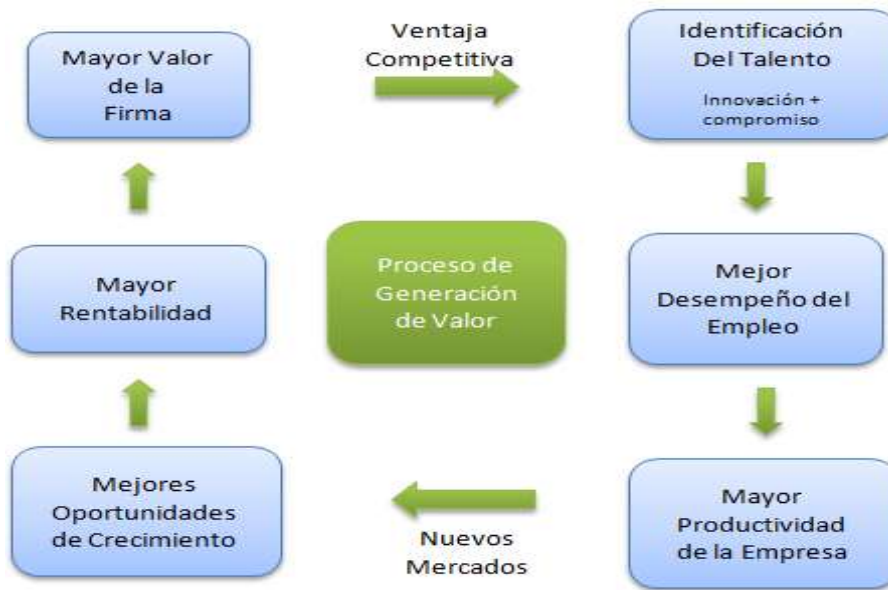 Mayor Valor
de la
Firma
Ventaja
Competitiva
Identificación
Del Talento
Innovación +
compromiso
Mayor
Rentabilidad
Proceso de
Generación
de Valor
Mejor
Desempeño del
Empleo
Mejores
Oportunidades
de Crecimiento
Nuevos
Mercados
Mayor
Productividad
de la Empresa